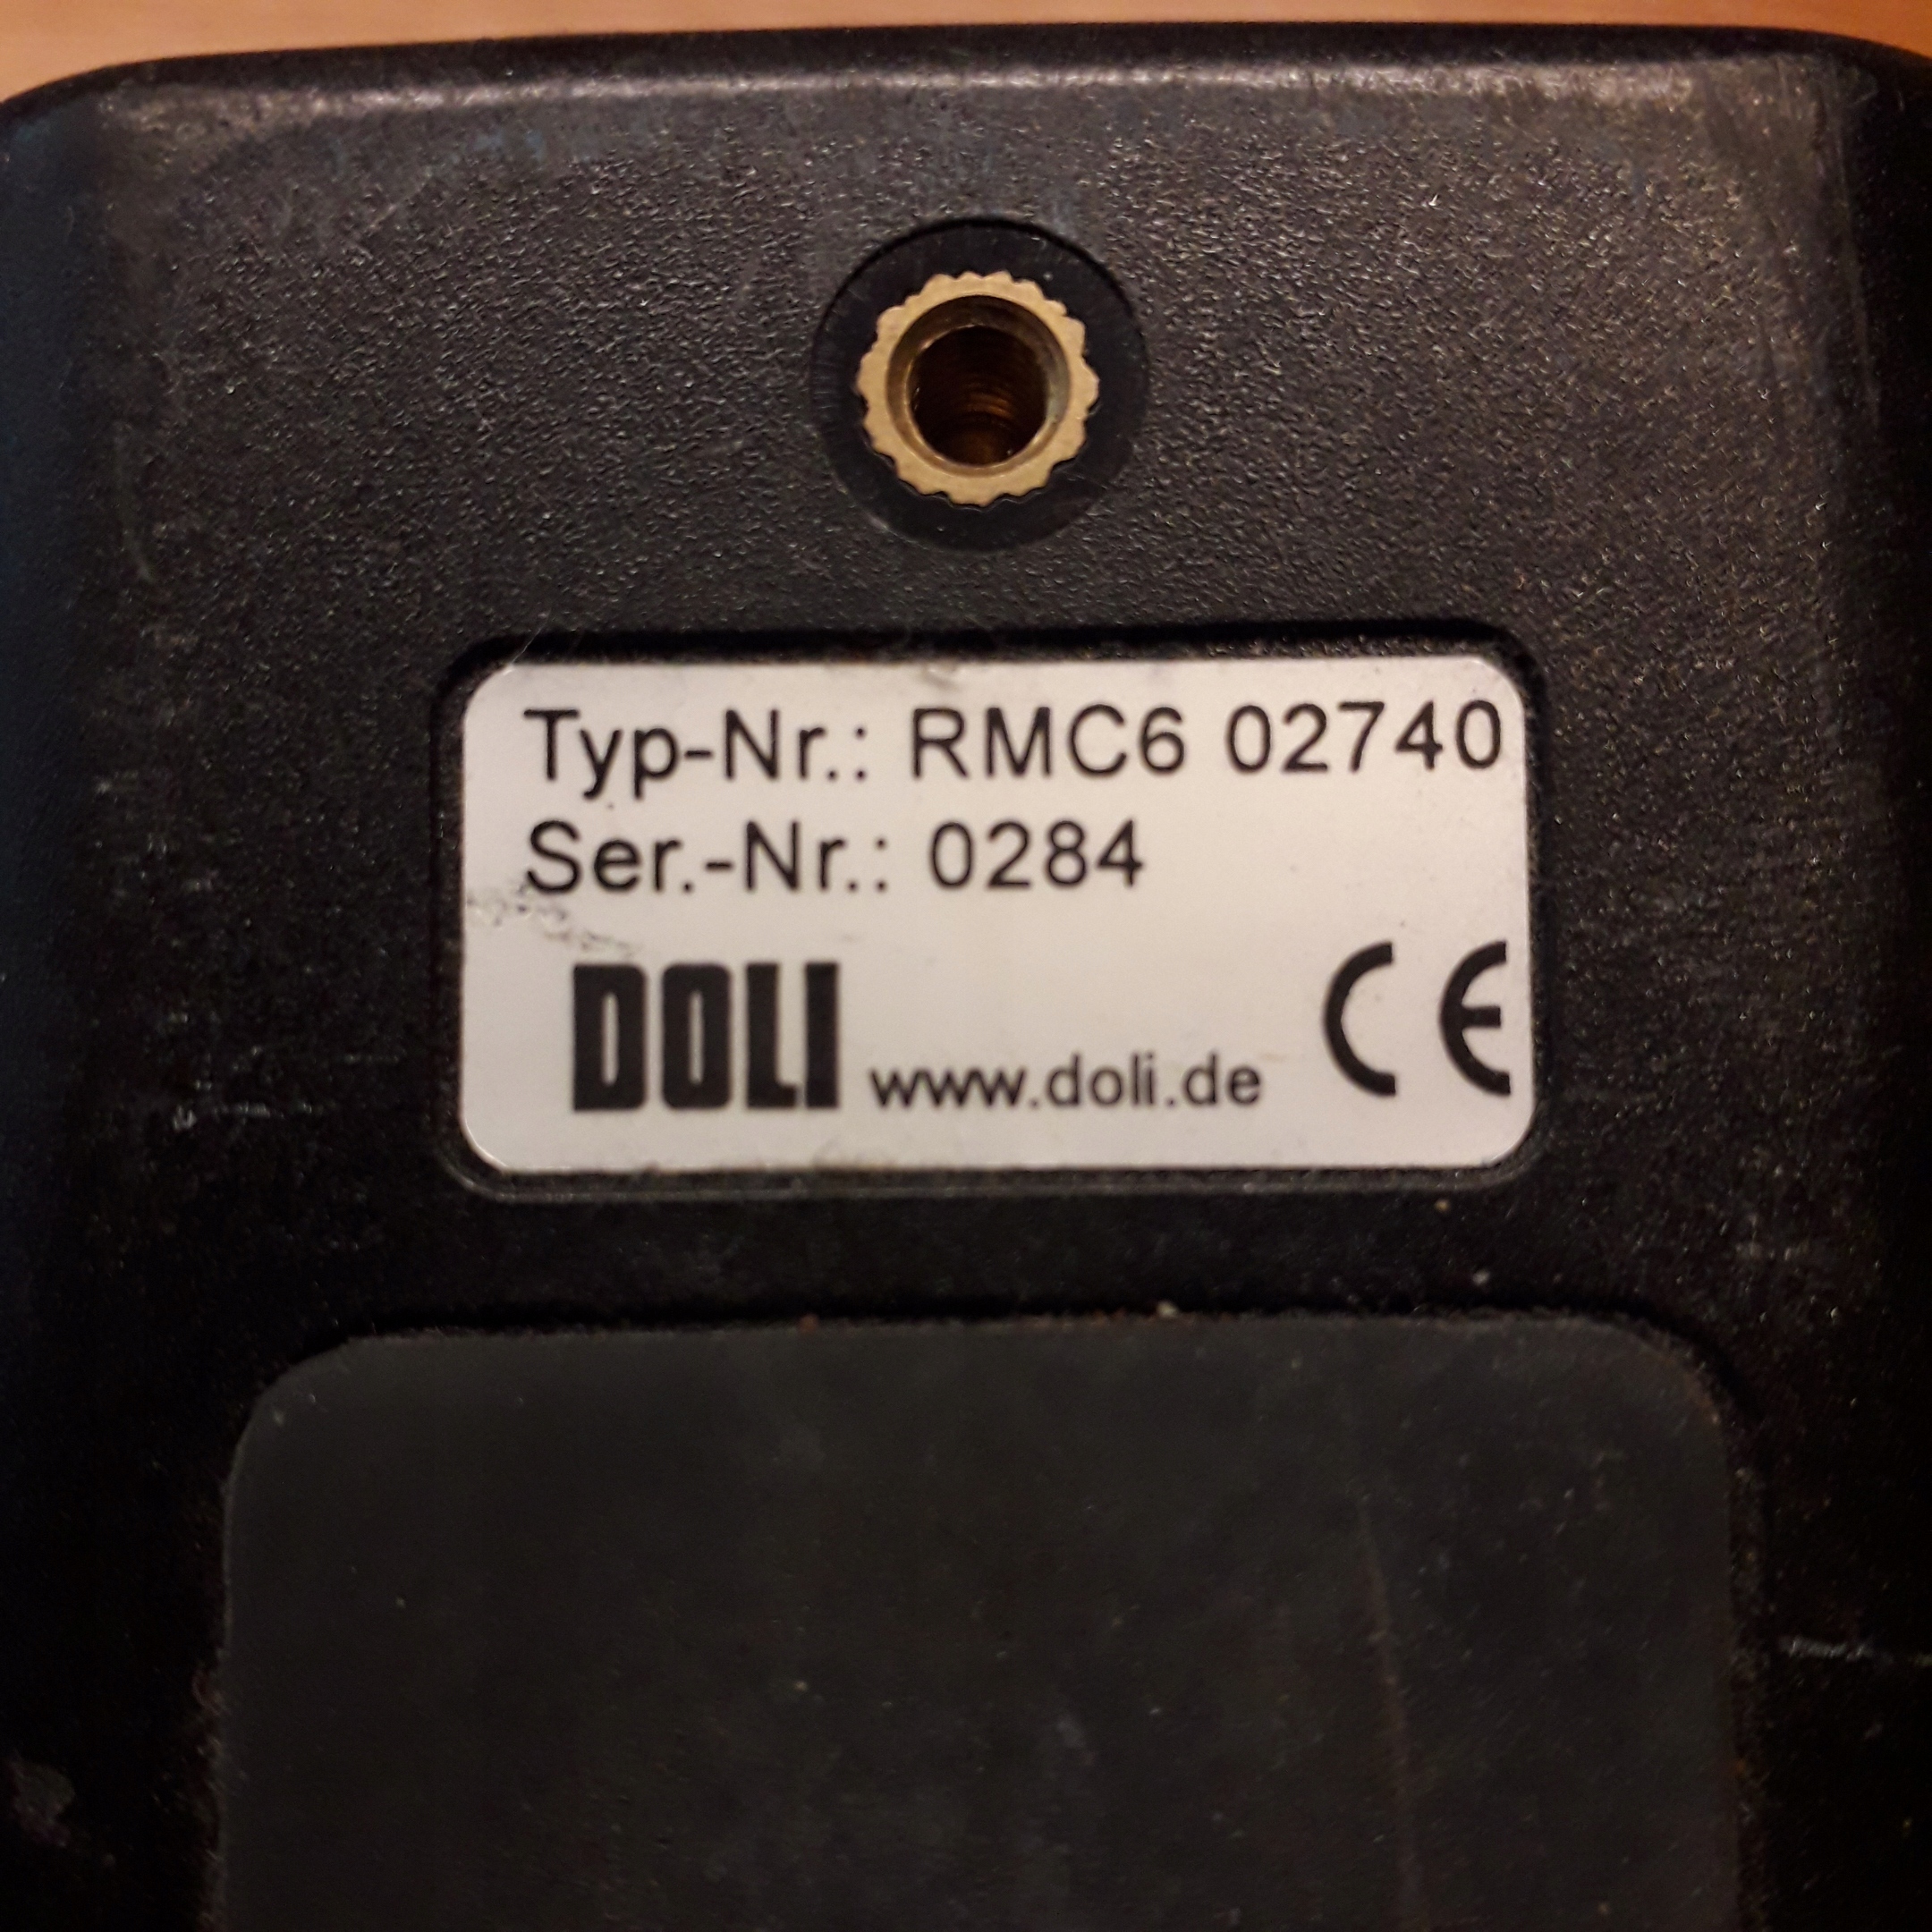 Typ-Nr.: RMC6 02740
Ser.-Nr.: 0284
DOLI www.doli.de CE